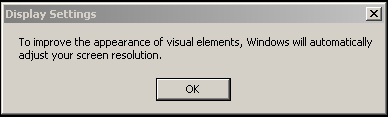 Display Settings
To improve the appearance of visual elements, Windows will automatically
adjust your screen resolution.
OK